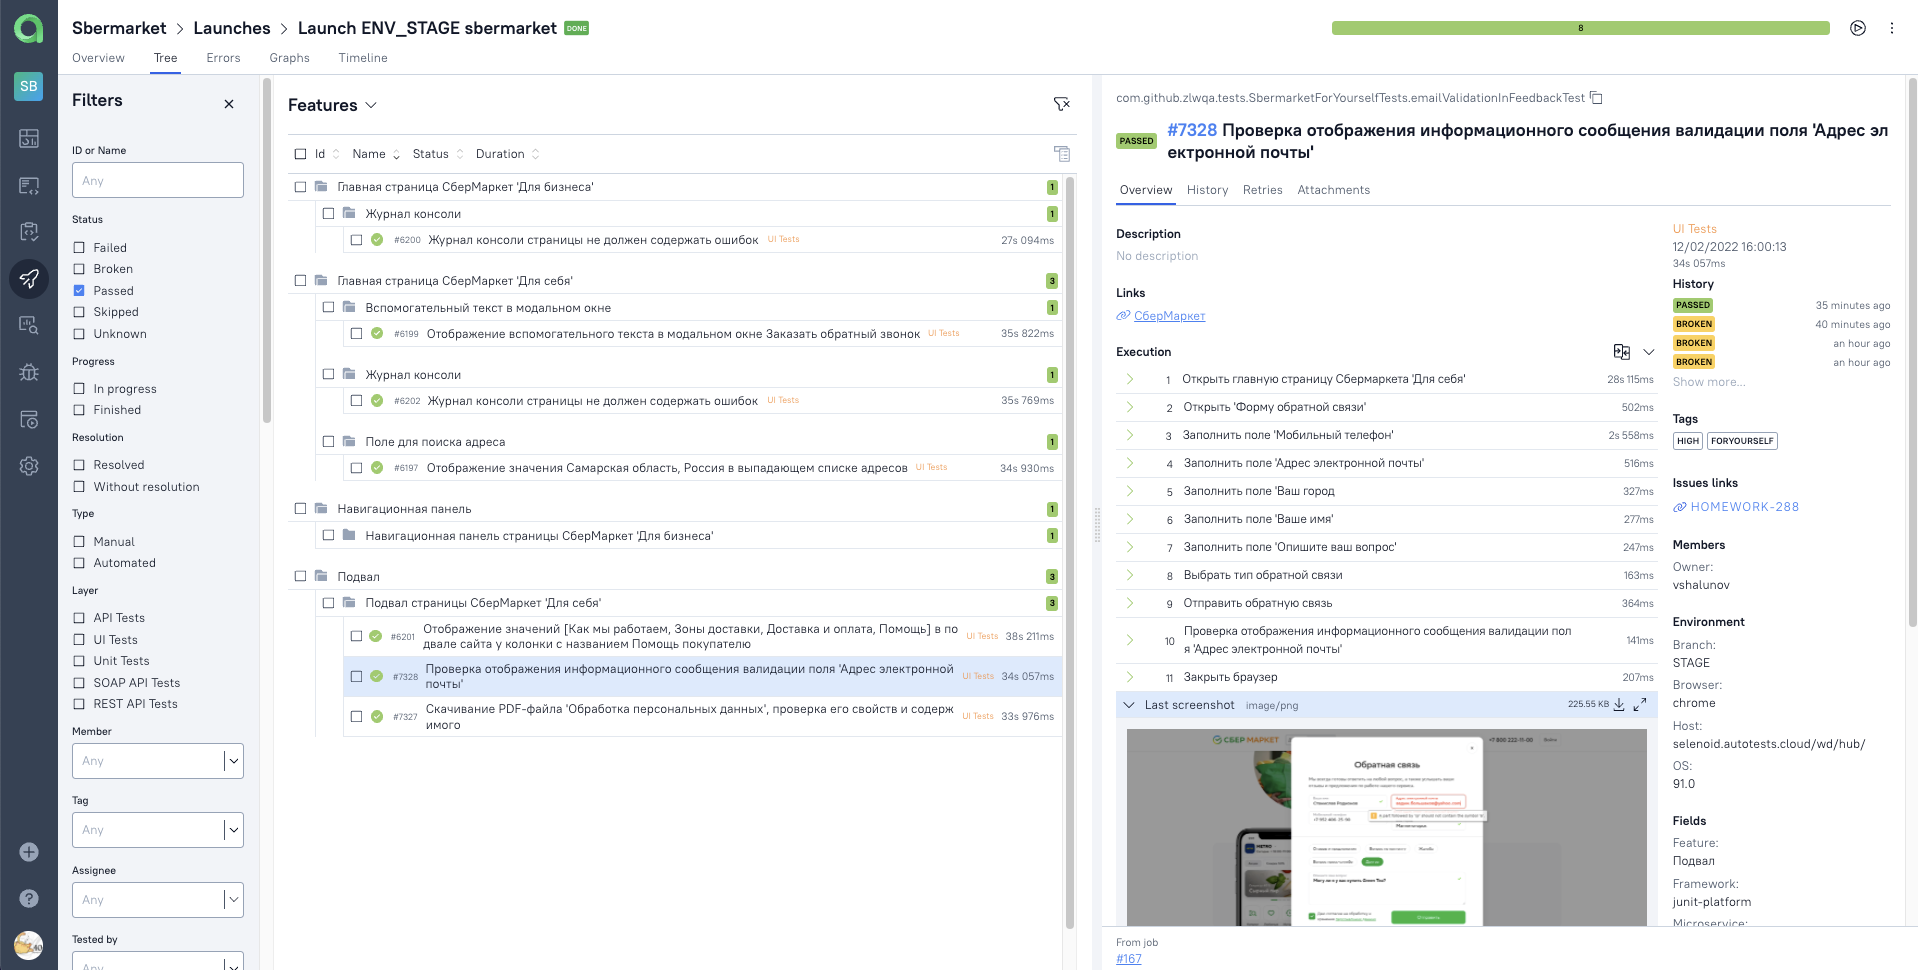 Sbermarket > Launches > Launch ENV_STAGE sbermarket DONE
8
Overview Tree Errors Graphs Timeline
SB
Filters
ID or Name
Any
Status
Failed
Broken
Passed
Skipped
Unknown
Progress
In progress
Finished
Resolution
Resolved
Without resolution
Type
Manual
Automated
Layer
API Tests
UI Tests
Unit Tests
SOAP API Tests
REST API Tests
Member
Any
Tag
Any
Assignee
Any
Tested by
Any
Features
Id Name Status Duration
Главная страница СберМаркет 'Для бизнеса' 1
Журнал консоли 1
#6200 Журнал консоли страницы не должен содержать ошибок UI Tests 27s 094ms
Главная страница СберМаркет 'Для себя' 3
Вспомогательный текст в модальном окне 1
#6199 Отображение вспомогательного текста в модальном окне Заказать обратный звонок UI Tests 35s 822ms
Журнал консоли 1
#6202 Журнал консоли страницы не должен содержать ошибок UI Tests 35s 769ms
Поле для поиска адреса 1
#6197 Отображение значения Самарская область, Россия в выпадающем списке адресов UI Tests 34s 930ms
Навигационная панель 1
Навигационная панель страницы СберМаркет 'Для бизнеса' 1
Подвал 3
Подвал страницы СберМаркет 'Для себя' 3
#6201 Отображение значений [Как мы работаем, Зоны доставки, Доставка и оплата, Помощь] в по
двале сайта у колонки с названием Помощь покупателю UI Tests 38s 211ms
#7328 Проверка отображения информационного сообщения валидации поля 'Адрес электронной
почты' UI Tests 34s 057ms
#7327 Скачивание PDF-файла 'Обработка персональных данных', проверка его свойств и содерж
имого UI Tests 33s 976ms
com.github.zlwqa.tests.SbermarketForYourselfTests.emailValidationInFeedbackTest
PASSED #7328 Проверка отображения информационного сообщения валидации поля 'Адрес эл
ектронной почты'
Overview History Retries Attachments
Description
No description
Links
СберМаркет
Execution
1 Открыть главную страницу Сбермаркета 'Для себя' 28s 115ms
2 Открыть 'Форму обратной связи' 502ms
3 Заполнить поле 'Мобильный телефон' 2s 558ms
4 Заполнить поле 'Адрес электронной почты' 516ms
5 Заполнить поле 'Ваш город 327ms
6 Заполнить поле 'Ваше имя' 277ms
7 Заполнить поле 'Опишите ваш вопрос' 247ms
8 Выбрать тип обратной связи 163ms
9 Отправить обратную связь 364ms
10 Проверка отображения информационного сообщения валидации пол
я 'Адрес электронной почты' 141ms
11 Закрыть браузер 207ms
Last screenshot image/png 225.55 KB
СБЕР МАРКЕТ
+7 800 222-11-00
Обратная связь
METRO
From job
#167
UI Tests
12/02/2022 16:00:13
34s 057ms
History
PASSED 35 minutes ago
BROKEN 40 minutes ago
BROKEN an hour ago
BROKEN an hour ago
Show more...
Tags
HIGH FORYOURSELF
Issues links
HOMEWORK-288
Members
Owner:
vshalunov
Environment
Branch:
STAGE
Browser:
chrome
Host:
selenoid.autotests.cloud/wd/hub/
OS:
91.0
Fields
Feature:
Подвал
Framework:
junit-platform
Microservice: